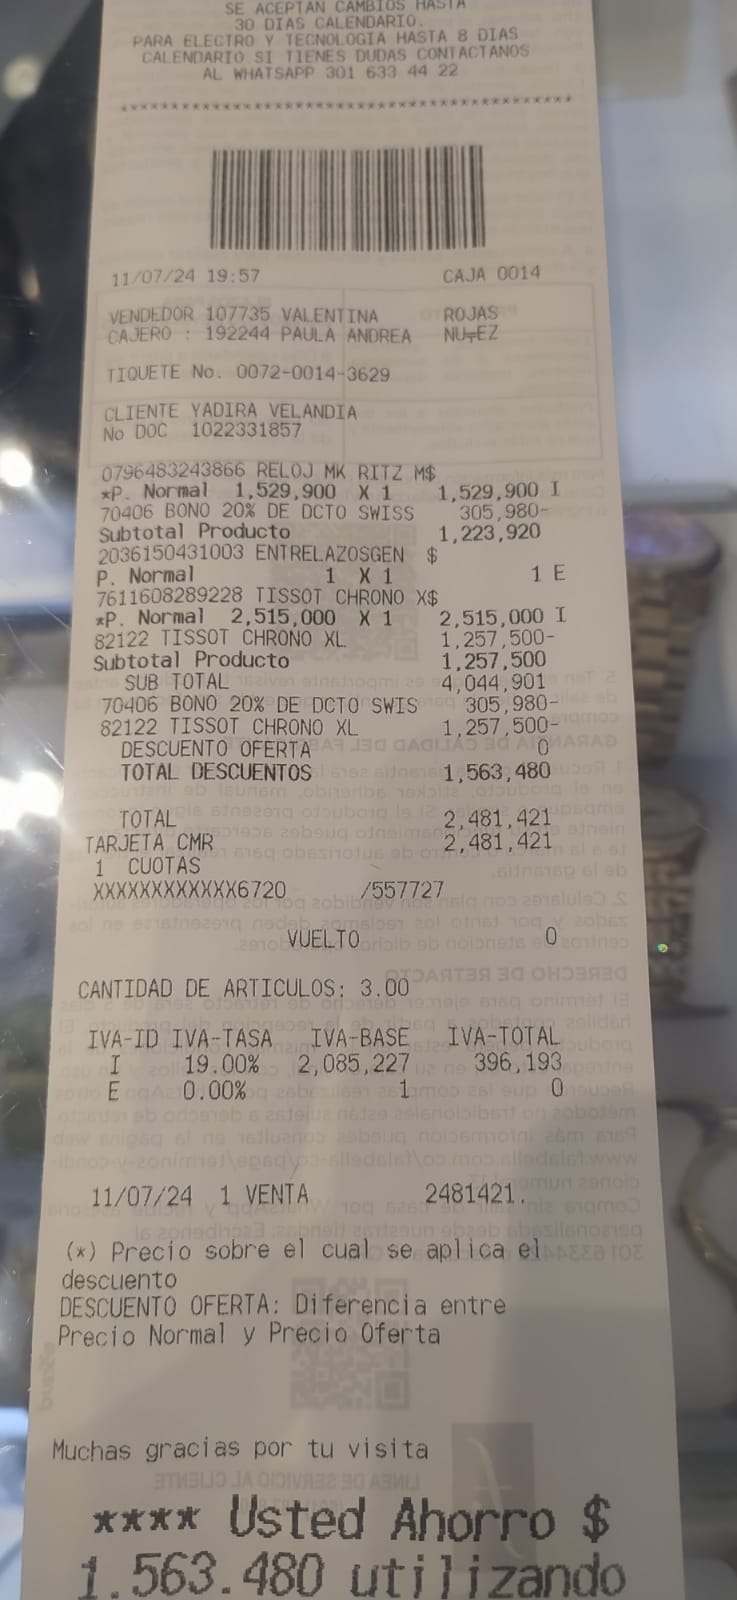 SE ACEPTAN CAMBIOS HASTA
30 DIAS CALENDARIO.
PARA ELECTRO Y TECNOLOGIA HASTA 8 DIAS
CALENDARIO SI TIENES DUDAS CONTACTANOS
AL WHATSAPP 301 633 44 22
****************************************
11/07/24 19:57 CAJA 0014
VENDEDOR 107735 VALENTINA ROJAS
CAJERO : 192244 PAULA ANDREA NU╤EZ
TIQUETE No. 0072-0014-3629
CLIENTE YADIRA VELANDIA
No DOC 1022331857
0796483243866 RELOJ MK RITZ M$
*P. Normal 1,529,900 X 1 1,529,900 I
70406 BONO 20% DE DCTO SWISS 305,980-
Subtotal Producto 1,223,920
2036150431003 ENTRELAZOSGEN $
P. Normal 1 X 1 1 E
7611608289228 TISSOT CHRONO X$
*P. Normal 2,515,000 X 1 2,515,000 I
82122 TISSOT CHRONO XL 1,257,500-
Subtotal Producto 1,257,500
SUB TOTAL 4,044,901
70406 BONO 20% DE DCTO SWIS 305,980-
82122 TISSOT CHRONO XL 1,257,500-
DESCUENTO OFERTA 0
TOTAL DESCUENTOS 1,563,480
TOTAL 2,481,421
TARJETA CMR 2,481,421
1 CUOTAS
XXXXXXXXXXXX6720 /557727
VUELTO 0
CANTIDAD DE ARTICULOS: 3.00
IVA-ID IVA-TASA IVA-BASE IVA-TOTAL
I 19.00% 2,085,227 396,193
E 0.00% 1 0
11/07/24 1 VENTA 2481421.
(*) Precio sobre el cual se aplica el
descuento
DESCUENTO OFERTA: Diferencia entre
Precio Normal y Precio Oferta
Muchas gracias por tu visita
**** Usted Ahorro $
1.563.480 utilizando